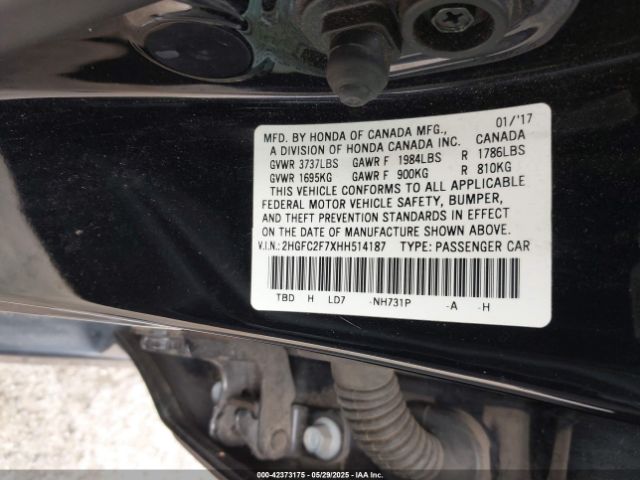 01/'17
MFD. BY HONDA OF CANADA MFG.,
A DIVISION OF HONDA CANADA INC. CANADA
GVWR 3737LBS GAWR F 1984LBS R 1786LBS
GVWR 1695KG GAWR F 900KG R 810KG
THIS VEHICLE CONFORMS TO ALL APPLICABLE
FEDERAL MOTOR VEHICLE SAFETY, BUMPER,
AND THEFT PREVENTION STANDARDS IN EFFECT
ON THE DATE OF MANUFACTURE SHOWN ABOVE.
V.I.N.: 2HGFC2F7XHH514187 TYPE: PASSENGER CAR
TBD H LD7 -NH731P -A -H
000-42373175 - 05/29/2025 - IAA Inc.